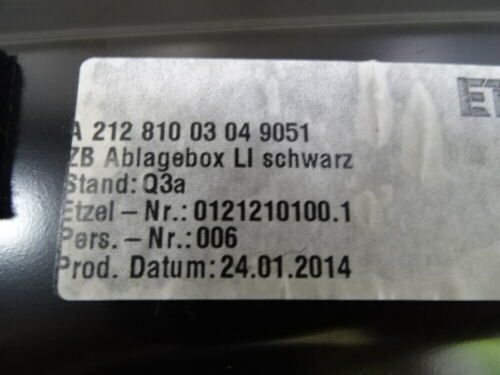 A 212 810 03 04 9051
ZB Ablagebox LI schwarz
Stand: Q3a
Etzel – Nr.: 0121210100.1
Pers. – Nr.: 006
Prod. Datum: 24.01.2014